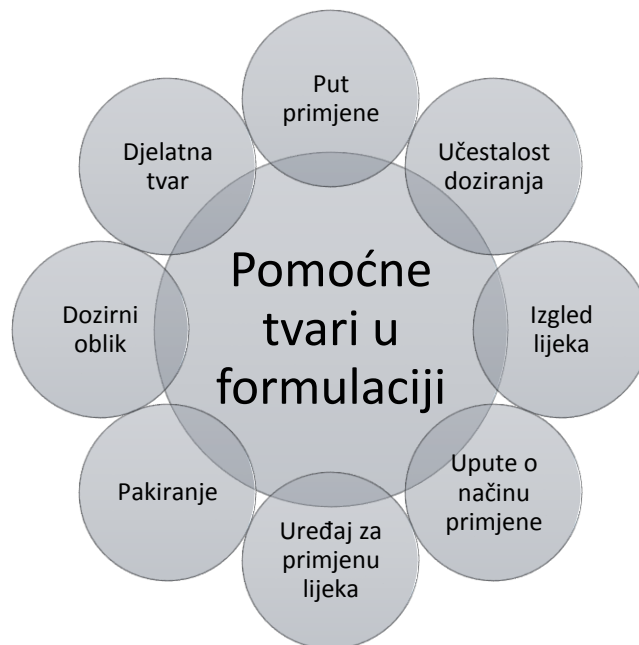 Put
primjene
Učestalost
doziranja
Izgled
lijeka
Upute o
načinu
primjene
Uređaj za
primjenu
lijeka
Pakiranje
Dozirni
oblik
Djelatna
tvar
Pomoćne
tvari u
formulaciji